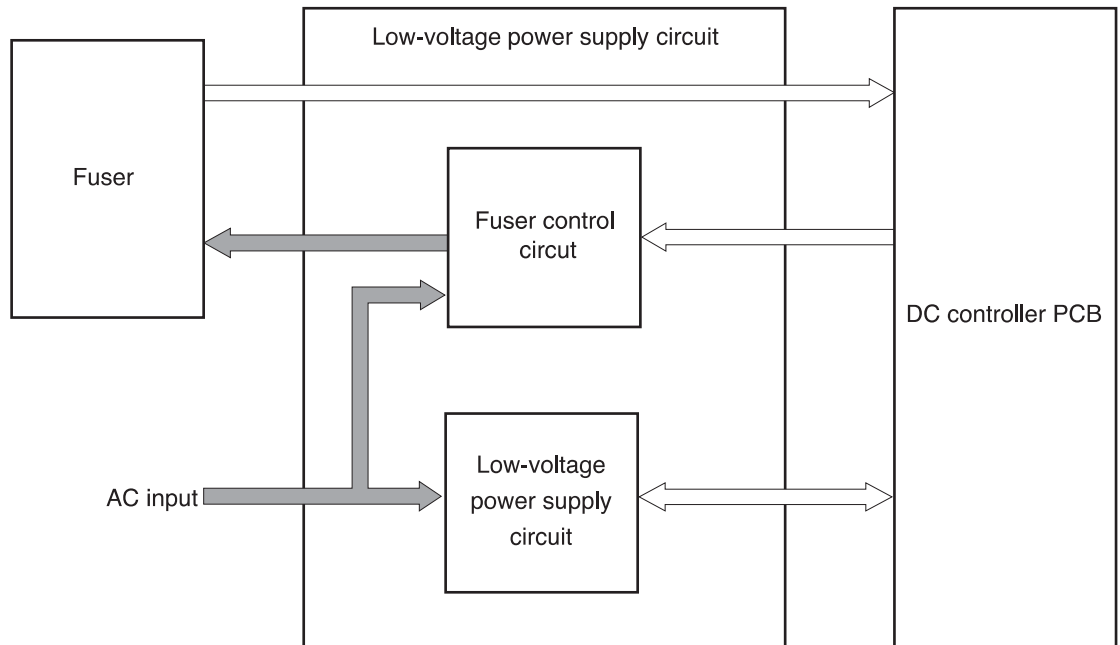 Low-voltage power supply circuit
Fuser
Fuser control
circut
DC controller PCB
AC input
Low-voltage
power supply
circuit